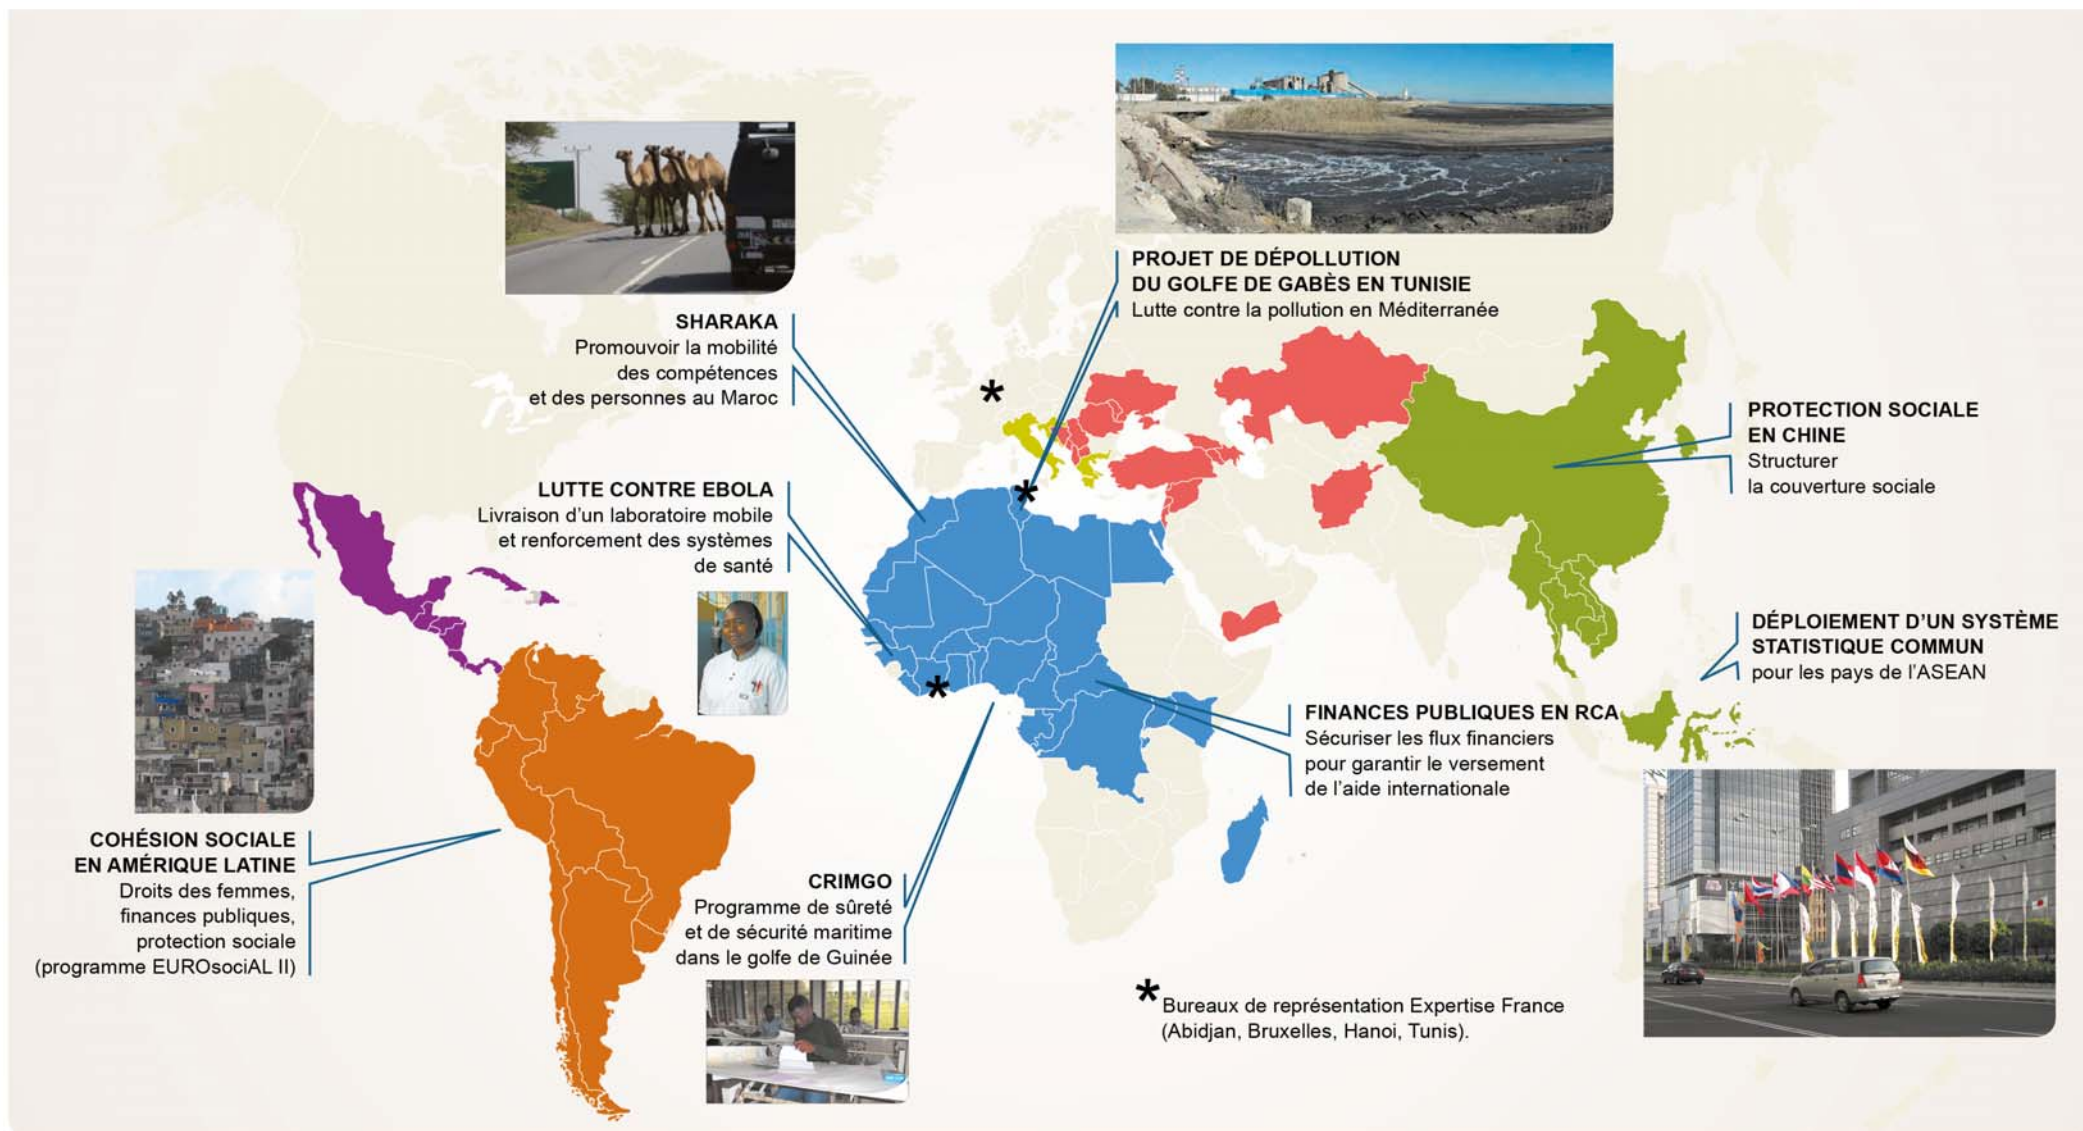 PROJET DE DÉPOLLUTION
DU GOLFE DE GABÈS EN TUNISIE
Lutte contre la pollution en Méditerranée
SHARAKA
Promouvoir la mobilité
des compétences
et des personnes au Maroc
PROTECTION SOCIALE
EN CHINE
Structurer
la couverture sociale
LUTTE CONTRE EBOLA
Livraison d'un laboratoire mobile
et renforcement des systèmes
de santé
DÉPLOIEMENT D'UN SYSTÈME
STATISTIQUE COMMUN
pour les pays de l'ASEAN
FINANCES PUBLIQUES EN RCA
Sécuriser les flux financiers
pour garantir le versement
de l'aide internationale
COHÉSION SOCIALE
EN AMÉRIQUE LATINE
Droits des femmes,
finances publiques,
protection sociale
(programme EUROsociAL II)
CRIMGO
Programme de sûreté
et de sécurité maritime
dans le golfe de Guinée
* Bureaux de représentation Expertise France
(Abidjan, Bruxelles, Hanoi, Tunis).